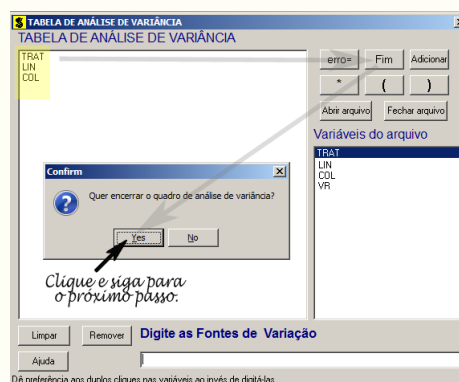 TABELA DE ANÁLISE DE VARIÂNCIA
TABELA DE ANÁLISE DE VARIÂNCIA
TRAT
LIN
COL
erro= Fim Adicionar
* ( )
Abrir arquivo Fechar arquivo
Variáveis do arquivo
TRAT
LIN
COL
VR
Confirm
Quer encerrar o quadro de análise de variância?
Yes No
Clique e siga para
o próximo passo.
Limpar Remover Digite as Fontes de Variação
Ajuda
Dê preferência aos duplos cliques nas variáveis ao invés de digitá-las